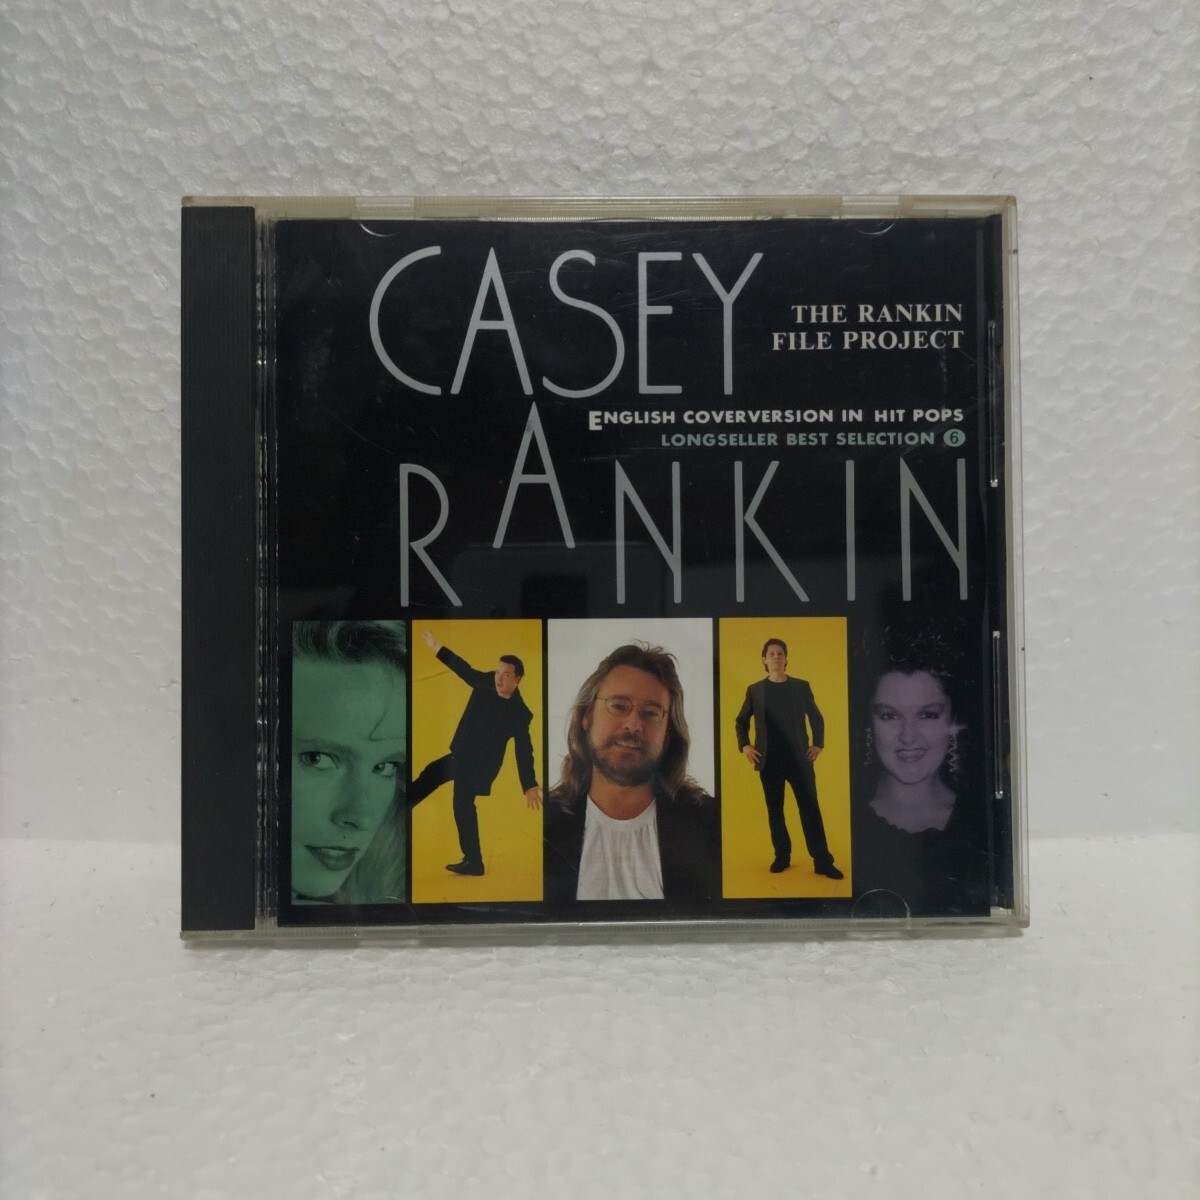 CASEY
RANKIN
THE RANKIN
FILE PROJECT
ENGLISH COVERVERSION IN HIT POPS
LONGSELLER BEST SELECTION 6